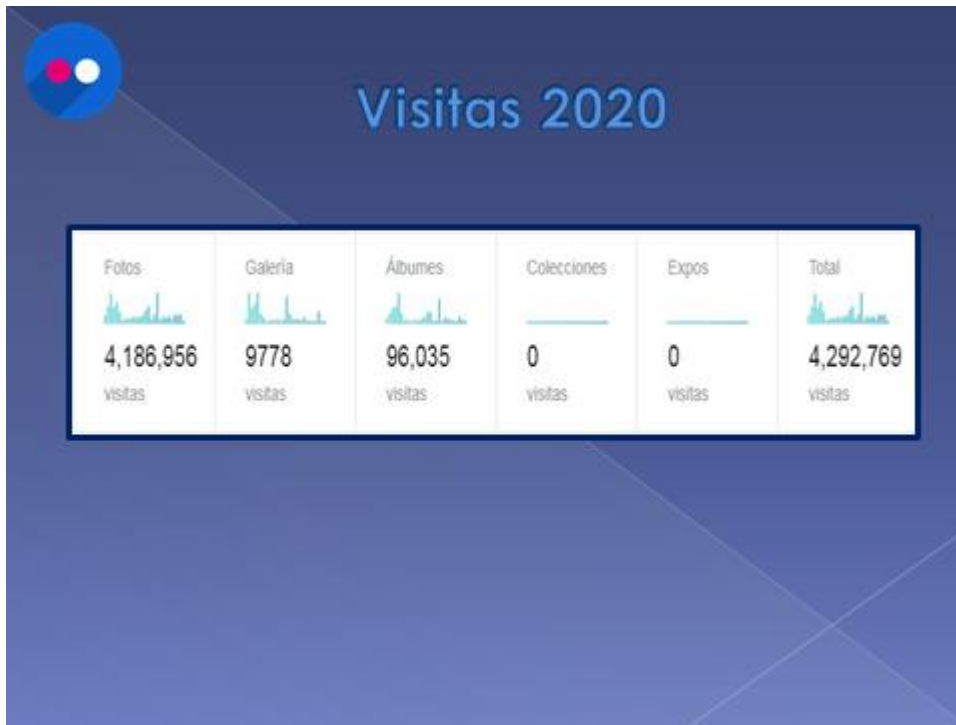 Visitas 2020
Fotos Galería Álbumes Colecciones Expos Total
4,186,956 9778 96,035 0 0 4,292,769
visitas visitas visitas visitas visitas visitas